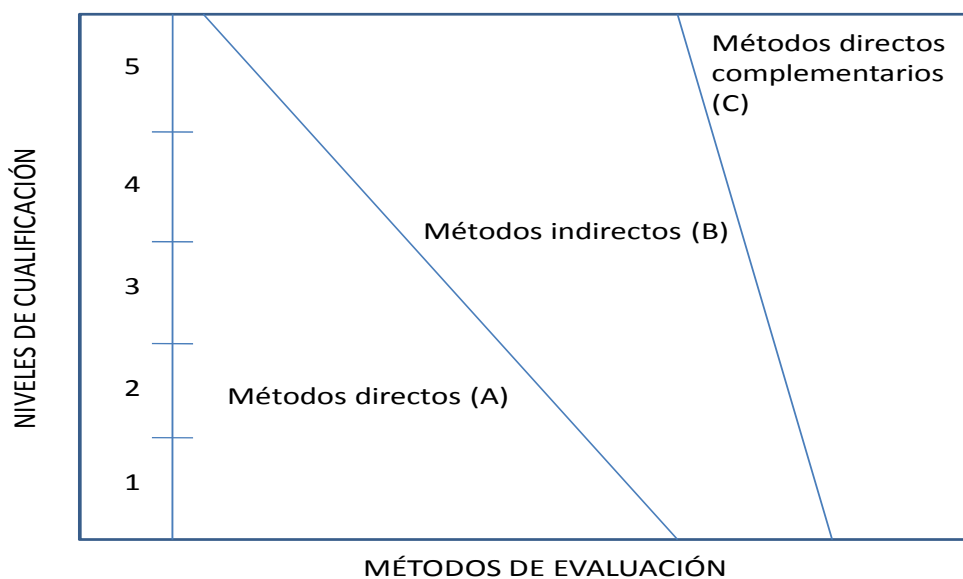 NIVELES DE CUALIFICACIÓN
5
4
3
2
1
Métodos directos
complementarios
(C)
Métodos indirectos (B)
Métodos directos (A)
MÉTODOS DE EVALUACIÓN